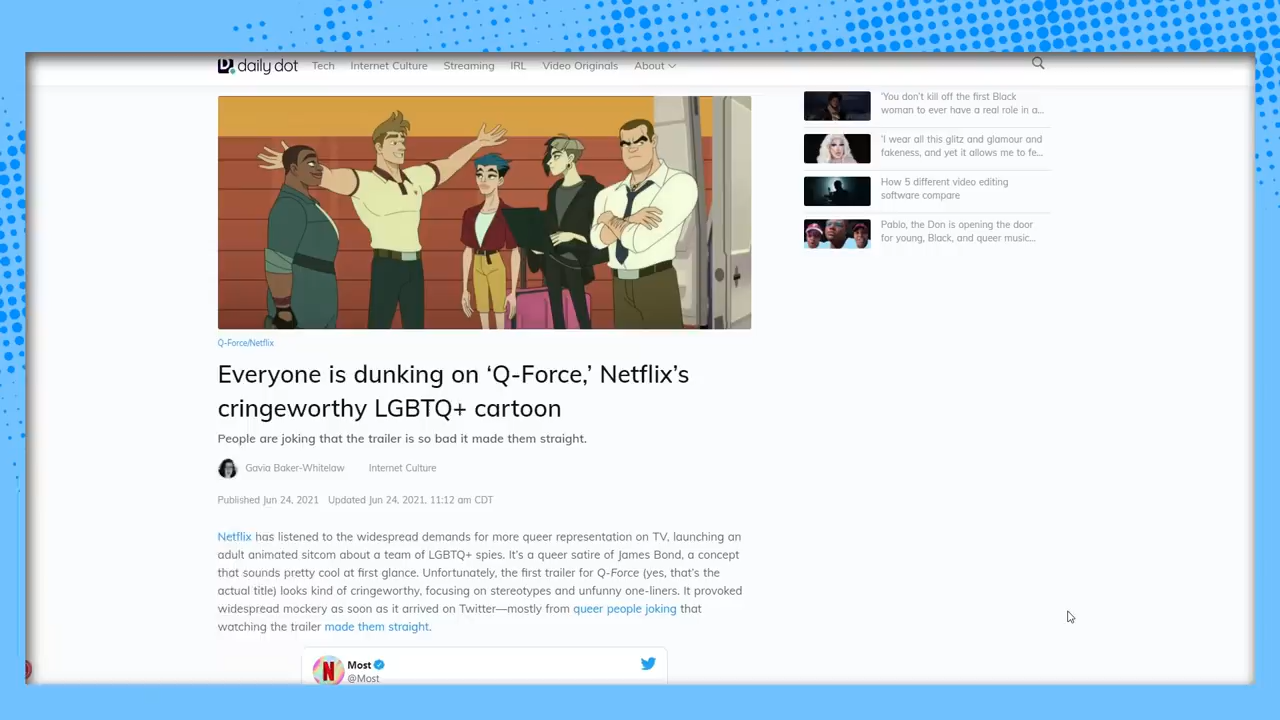 daily dot Tech Internet Culture Streaming IRL Video Originals About
'You don't kill off the first Black
woman to ever have a real role in a...
'I wear all this glitz and glamour and
fakeness, and yet it allows me to fe...
How 5 different video editing
software compare
Pablo, the Don is opening the door
for young, Black, and queer music...
Q-Force/Netflix
Everyone is dunking on ‘Q-Force,’ Netflix’s
cringeworthy LGBTQ+ cartoon
People are joking that the trailer is so bad it made them straight.
Gavia Baker-Whitelaw Internet Culture
Published Jun 24, 2021 Updated Jun 24, 2021, 11:12 am CDT
Netflix has listened to the widespread demands for more queer representation on TV, launching an
adult animated sitcom about a team of LGBTQ+ spies. It’s a queer satire of James Bond, a concept
that sounds pretty cool at first glance. Unfortunately, the first trailer for Q-Force (yes, that’s the
actual title) looks kind of cringeworthy, focusing on stereotypes and unfunny one-liners. It provoked
widespread mockery as soon as it arrived on Twitter—mostly from queer people joking that
watching the trailer made them straight.
N Most
@Most